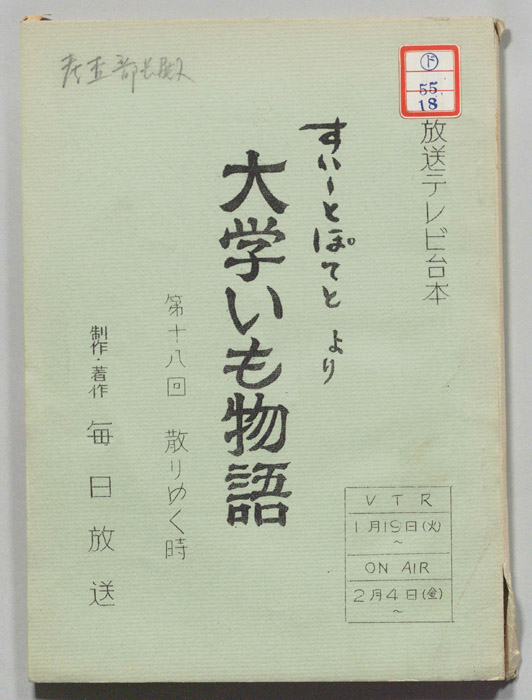 ド
55
18
放送テレビ台本
すいーとぽてとより
大学いも物語
第十八回 散りゆく時
制作・著作 毎日放送
VTR
1月19日(火)
~
ON AIR
2月4日(金)
~